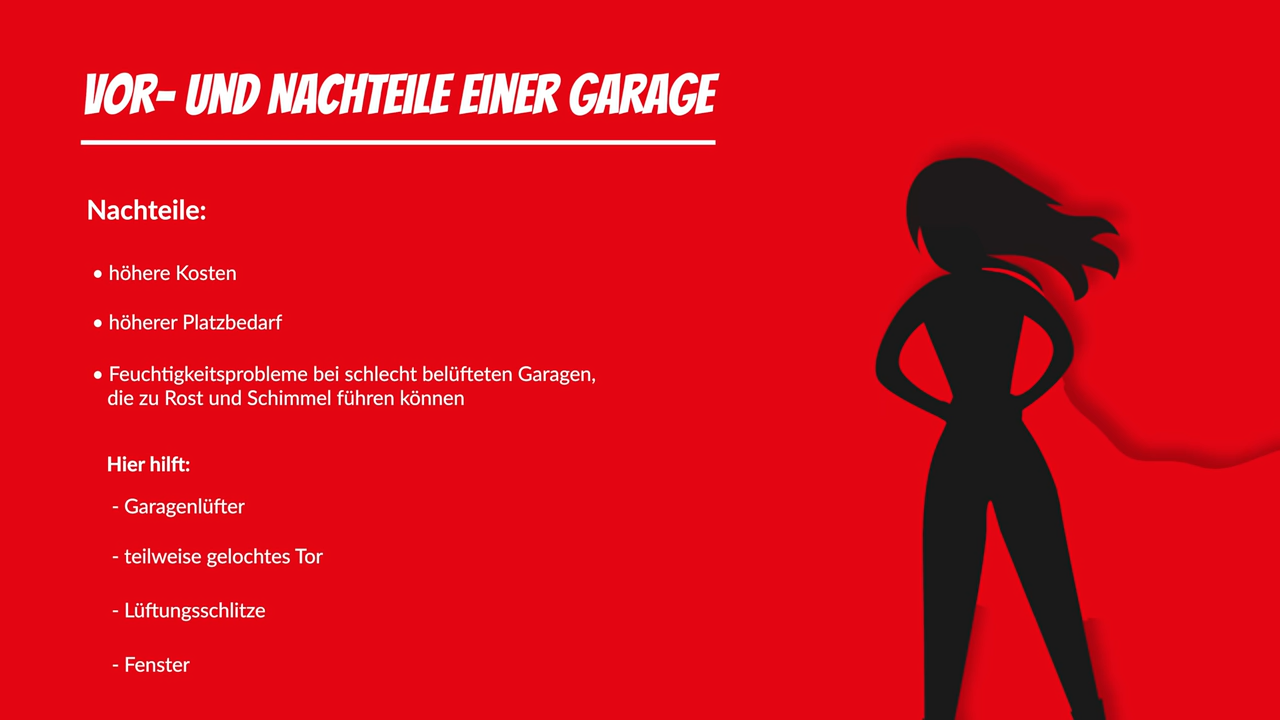 VOR- UND NACHTEILE EINER GARAGE
Nachteile:
• höhere Kosten
• höherer Platzbedarf
• Feuchtigkeitsprobleme bei schlecht belüfteten Garagen,
die zu Rost und Schimmel führen können
Hier hilft:
- Garagenlüfter
- teilweise gelochtes Tor
- Lüftungsschlitze
- Fenster